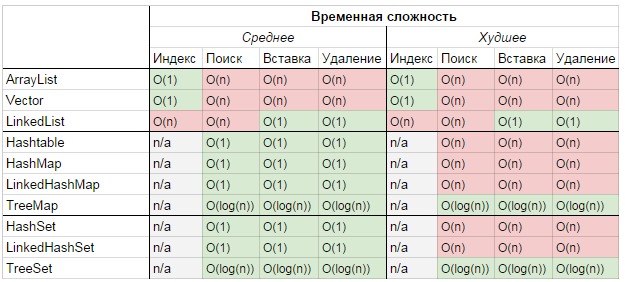 Временная сложность
Среднее Худшее
Индекс Поиск Вставка Удаление Индекс Поиск Вставка Удаление
ArrayList O(1) O(n) O(n) O(n) O(1) O(n) O(n) O(n)
Vector O(1) O(n) O(n) O(n) O(1) O(n) O(n) O(n)
LinkedList O(n) O(n) O(1) O(1) O(n) O(n) O(1) O(1)
Hashtable n/a O(1) O(1) O(1) n/a O(n) O(n) O(n)
HashMap n/a O(1) O(1) O(1) n/a O(n) O(n) O(n)
LinkedHashMap n/a O(1) O(1) O(1) n/a O(n) O(n) O(n)
TreeMap n/a O(log(n)) O(log(n)) O(log(n)) n/a O(log(n)) O(log(n)) O(log(n))
HashSet n/a O(1) O(1) O(1) n/a O(n) O(n) O(n)
LinkedHashSet n/a O(1) O(1) O(1) n/a O(n) O(n) O(n)
TreeSet n/a O(log(n)) O(log(n)) O(log(n)) n/a O(log(n)) O(log(n)) O(log(n))